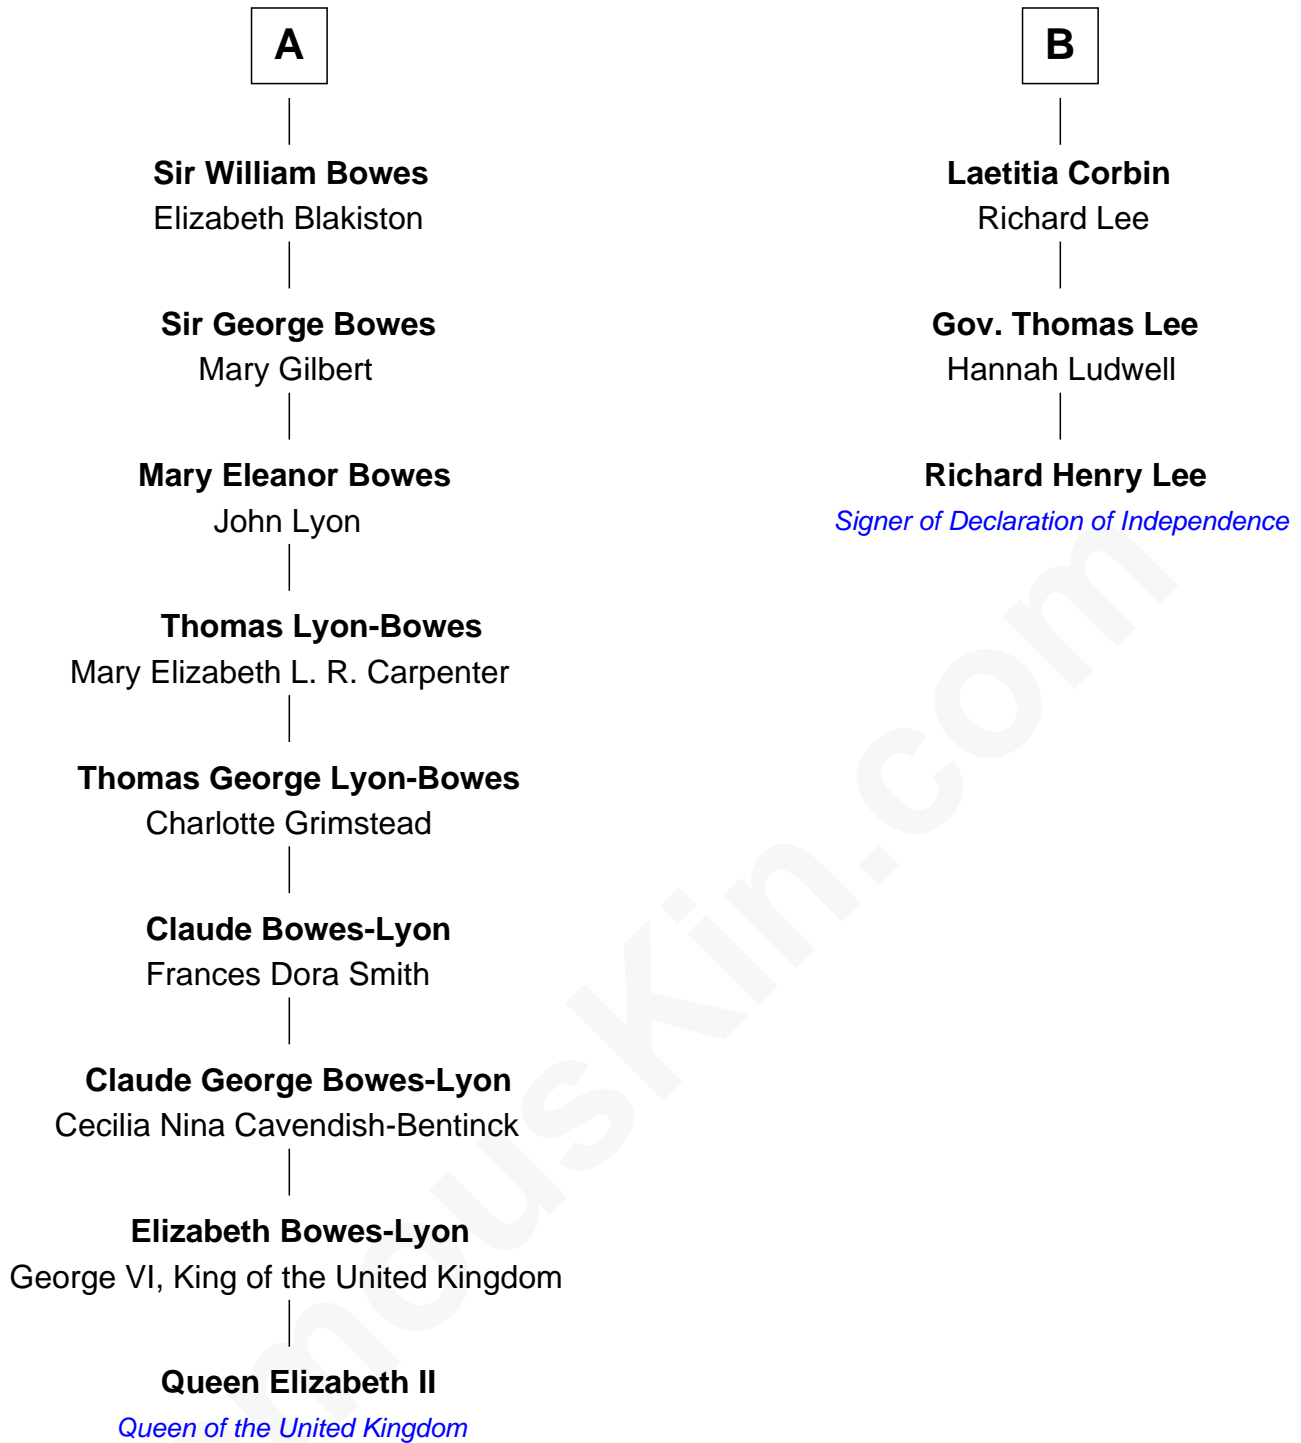 A
Sir William Bowes
Elizabeth Blakiston
Sir George Bowes
Mary Gilbert
Mary Eleanor Bowes
John Lyon
Thomas Lyon-Bowes
Mary Elizabeth L. R. Carpenter
Thomas George Lyon-Bowes
Charlotte Grimstead
Claude Bowes-Lyon
Frances Dora Smith
Claude George Bowes-Lyon
Cecilia Nina Cavendish-Bentinck
Elizabeth Bowes-Lyon
George VI, King of the United Kingdom
Queen Elizabeth II
Queen of the United Kingdom
B
Laetitia Corbin
Richard Lee
Gov. Thomas Lee
Hannah Ludwell
Richard Henry Lee
Signer of Declaration of Independence
mousKin.com